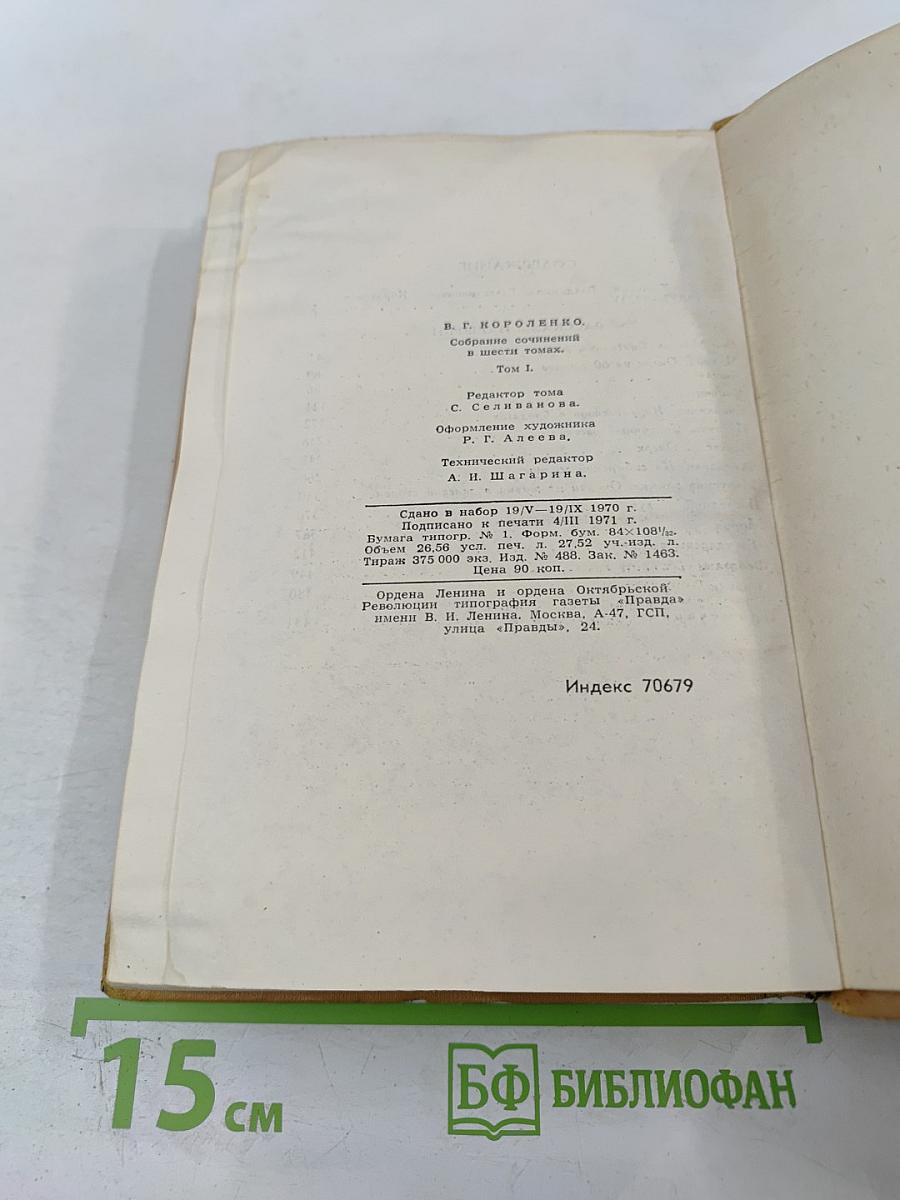 В. Г. КОРОЛЕНКО.
Собрание сочинений
в шести томах.
Том I.
Редактор тома
С. Селиванова.
Оформление художника
Р. Г. Алеева.
Технический редактор
А. И. Шагарина.
Сдано в набор 19/V—19/IX 1970 г.
Подписано к печати 4/III 1971 г.
Бумага типогр. № 1. Форм. бум. 84×108¹/₃₂.
Объем 26,56 усл. печ. л. 27,52 уч.-изд. л.
Тираж 375 000 экз. Изд. № 488. Зак. № 1463.
Цена 90 коп.
Ордена Ленина и ордена Октябрьской
Революции типография газеты «Правда»
имени В. И. Ленина. Москва, А-47, ГСП,
улица «Правды», 24.
Индекс 70679
15 см
БФ БИБЛИОФАН